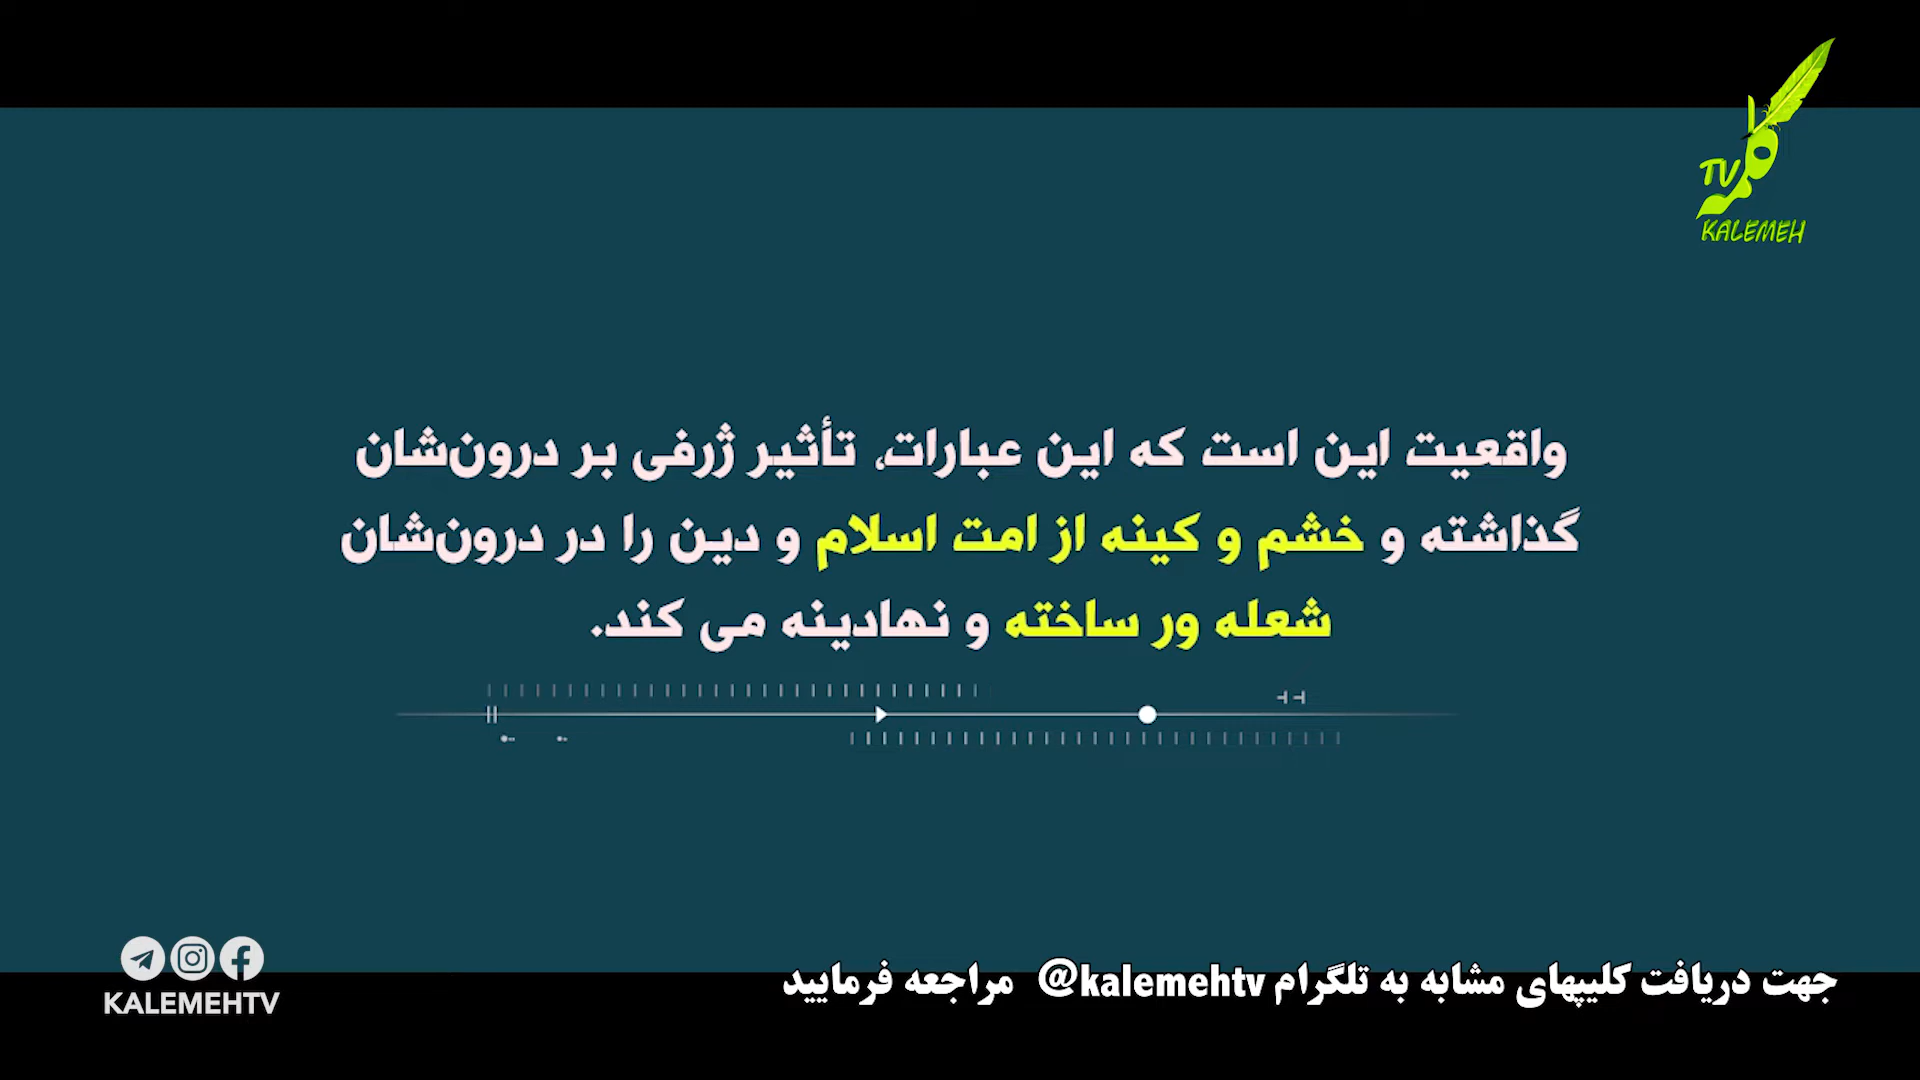 TV
KALEMEH
واقعیت این است که این عبارات، تأثیر ژرفی بر درون‌شان
گذاشته و خشم و کینه از امت اسلام و دین را در درون‌شان
شعله ور ساخته و نهادینه می کند.
جهت دریافت کلیپهای مشابه به تلگرام @kalemehtv مراجعه فرمایید
KALEMEHTV